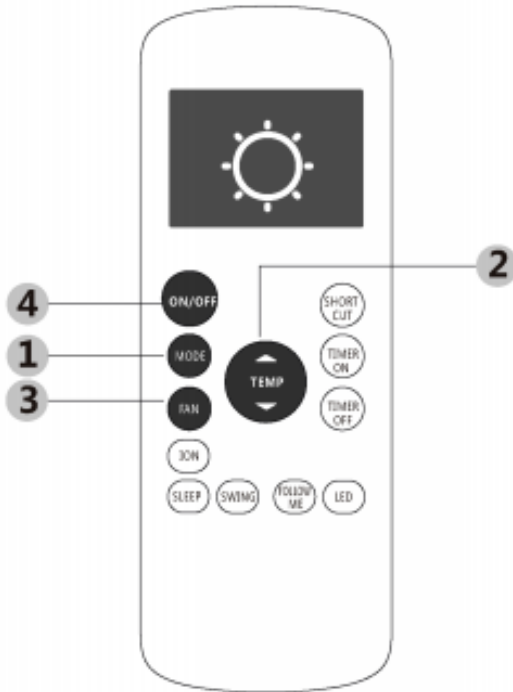 2
4
ON/OFF
SHORT
CUT
1
MODE
TEMP
TIMER
ON
3
FAN
TIMER
OFF
ION
SLEEP
SWING
FOLLOW
ME
LED